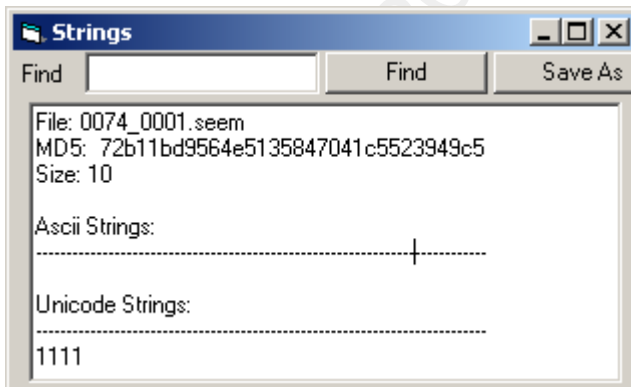 Strings
Find Find Save As
File: 0074_0001.seem
MD5: 72b11bd9564e5135847041c5523949c5
Size: 10
Ascii Strings:
---------------------------------------------------------------------------
Unicode Strings:
---------------------------------------------------------------------------
1111